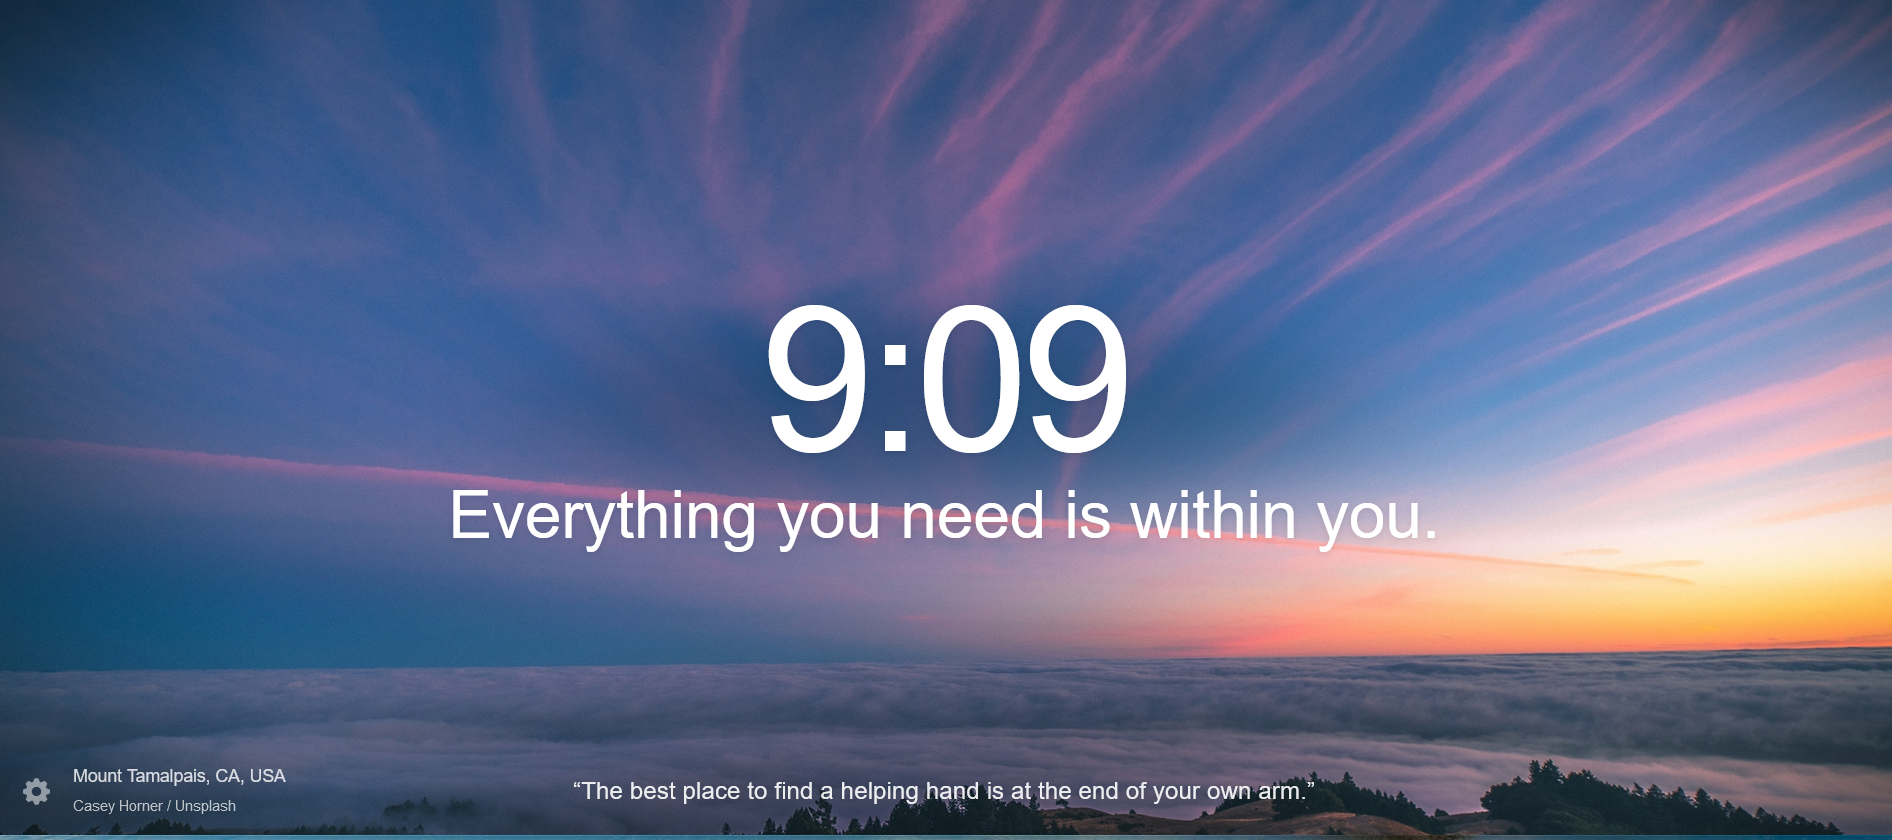 9:09
Everything you need is within you.
Mount Tamalpais, CA, USA
Casey Horner / Unsplash
“The best place to find a helping hand is at the end of your own arm.”